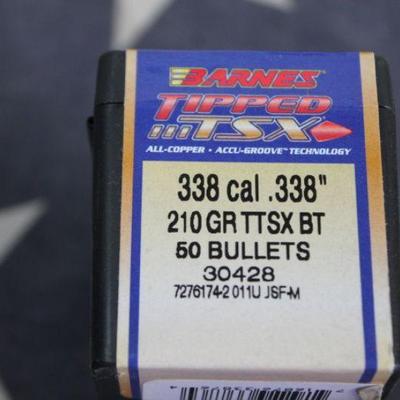 BARNES
TIPPED
TSX
ALL-COPPER • ACCU-GROOVE™ TECHNOLOGY
338 cal .338"
210 GR TTSX BT
50 BULLETS
30428
7276174-2 011U JSF-M